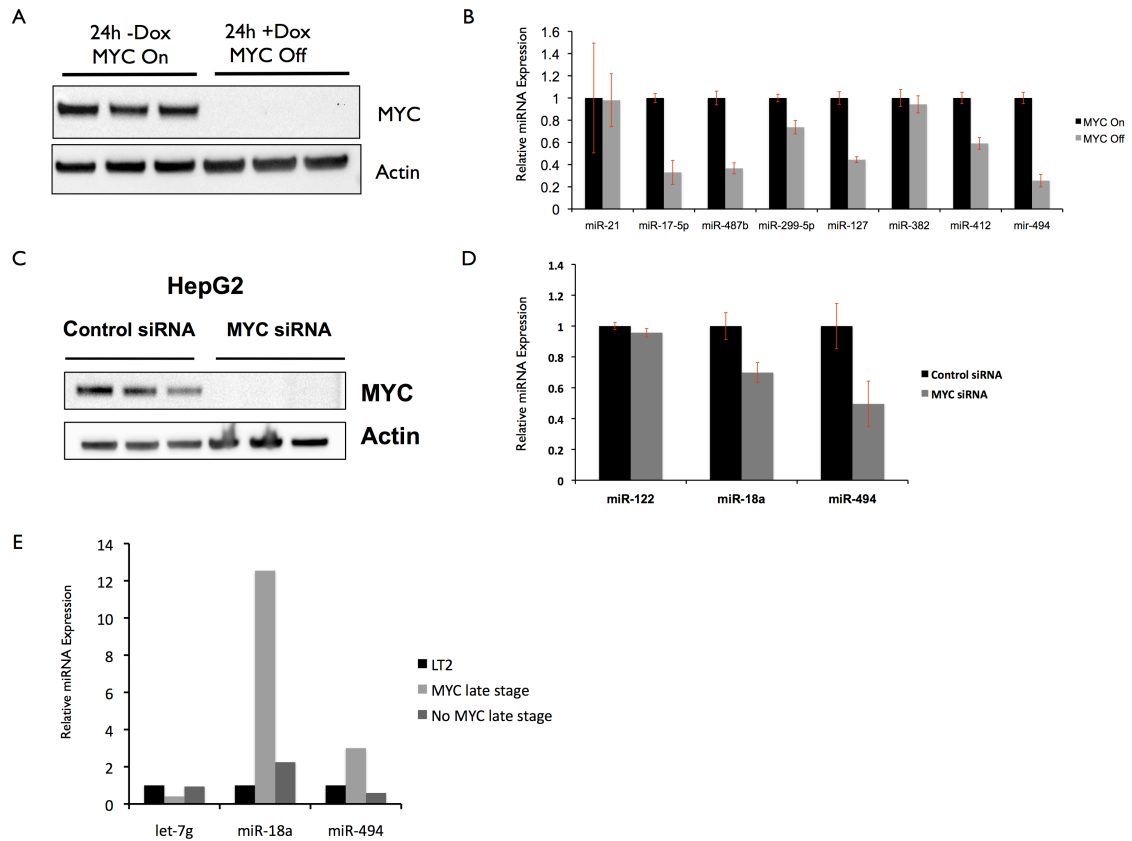 A
24h -Dox
MYC On
24h +Dox
MYC Off
MYC
Actin
B
Relative miRNA Expression
1.6
1.4
1.2
1
0.8
0.6
0.4
0.2
0
miR-21
miR-17-5p
miR-487b
miR-299-5p
miR-127
miR-382
miR-412
mir-494
MYC On
MYC Off
C
HepG2
Control siRNA
MYC siRNA
MYC
Actin
D
Relative miRNA Expression
1.4
1.2
1
0.8
0.6
0.4
0.2
0
miR-122
miR-18a
miR-494
Control siRNA
MYC siRNA
E
Relative miRNA Expression
14
12
10
8
6
4
2
0
let-7g
miR-18a
miR-494
LT2
MYC late stage
No MYC late stage